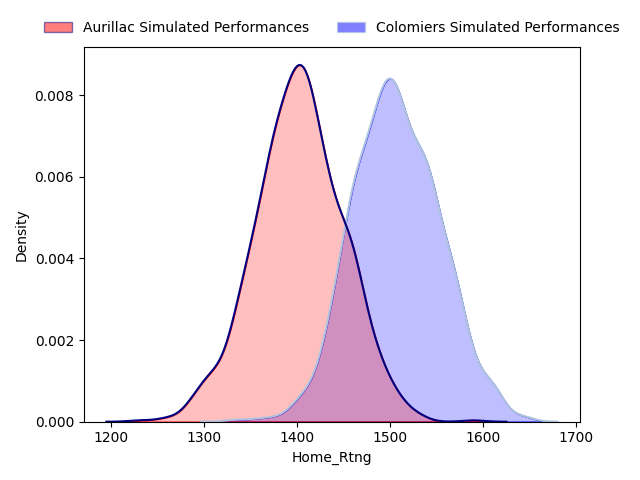 Aurillac Simulated Performances Colomiers Simulated Performances
0.008
0.006
0.004
0.002
0.000
Density
1200 1300 1400 1500 1600 1700
Home_Rtng